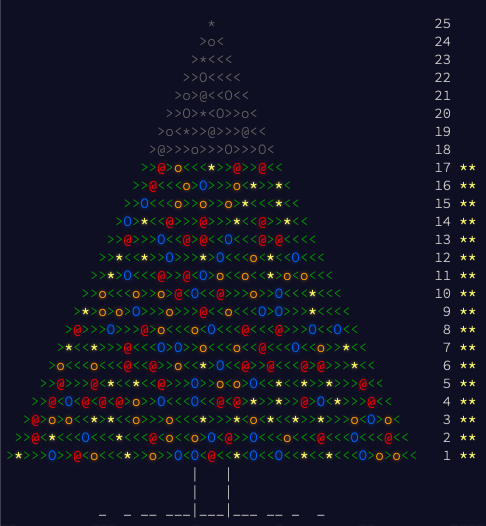 * 25
>o< 24
>*<<< 23
>>O<<<< 22
>o>@<<O<< 21
>>O>*<O>>o< 20
>o<*>>@>>>@<< 19
>@>>>o>>>O>>>O< 18
>>@>o<<<*>>@>>@<< 17 **
>>@<<<o>O>>>o<*>>*< 16 **
>>O<<<o>>o>>o<*<<<*<< 15 **
>O>*<<@>>>@>>>*<<@>>*<< 14 **
>>@>>>O<<@>@<<O<<<@>@<<<< 13 **
>>*<<*>>O<<<*>O<<<o<*<<O<<< 12 **
>>*>O<<<@>>@<O>o<<o<<*>o>o<<< 11 **
>>o<<<o>>o>@<O<<@>>>o<<O<<<*<<< 10 **
>*>o>o>O<<<o>>>@<<o<<<O>O>>>*<<<< 9 **
>@>>>O>>>@>o<<<o<O<<<@<<<@>>>O<<O<< 8 **
>*<<*>>>@<<<O>O>>o<<<o<<@<<<O<<o>>*<< 7 **
>o<<<o<<<@<<@>>o<<*>O<<@>>@<<<@>@>>>*<< 6 **
>>@>>>@>*<<*<<*>>>O>>o<o<O<<*>>*>>*>>>@<< 5 **
>>@<O<@<@<@>o>>O<<@>>>@<@>*>>*>>@>O>*>>>@<< 4 **
>@>o>o<<*<*>>*>>>o<<<*>>>*<o<*<<*>>*>>>o<O>o< 3 **
>>@<*<<<O<<<*<<<@<o<<o>O<@>>O<<<o<<<@<<<O<<<@<< 2 **
>*>>>O>>@<o<<<*>>o>>O<O<@<<*<O<<O<<*>>*<<<O>o>o<< 1 **
|   |
|   |
_  _ __ ___|___|___ __ _  _